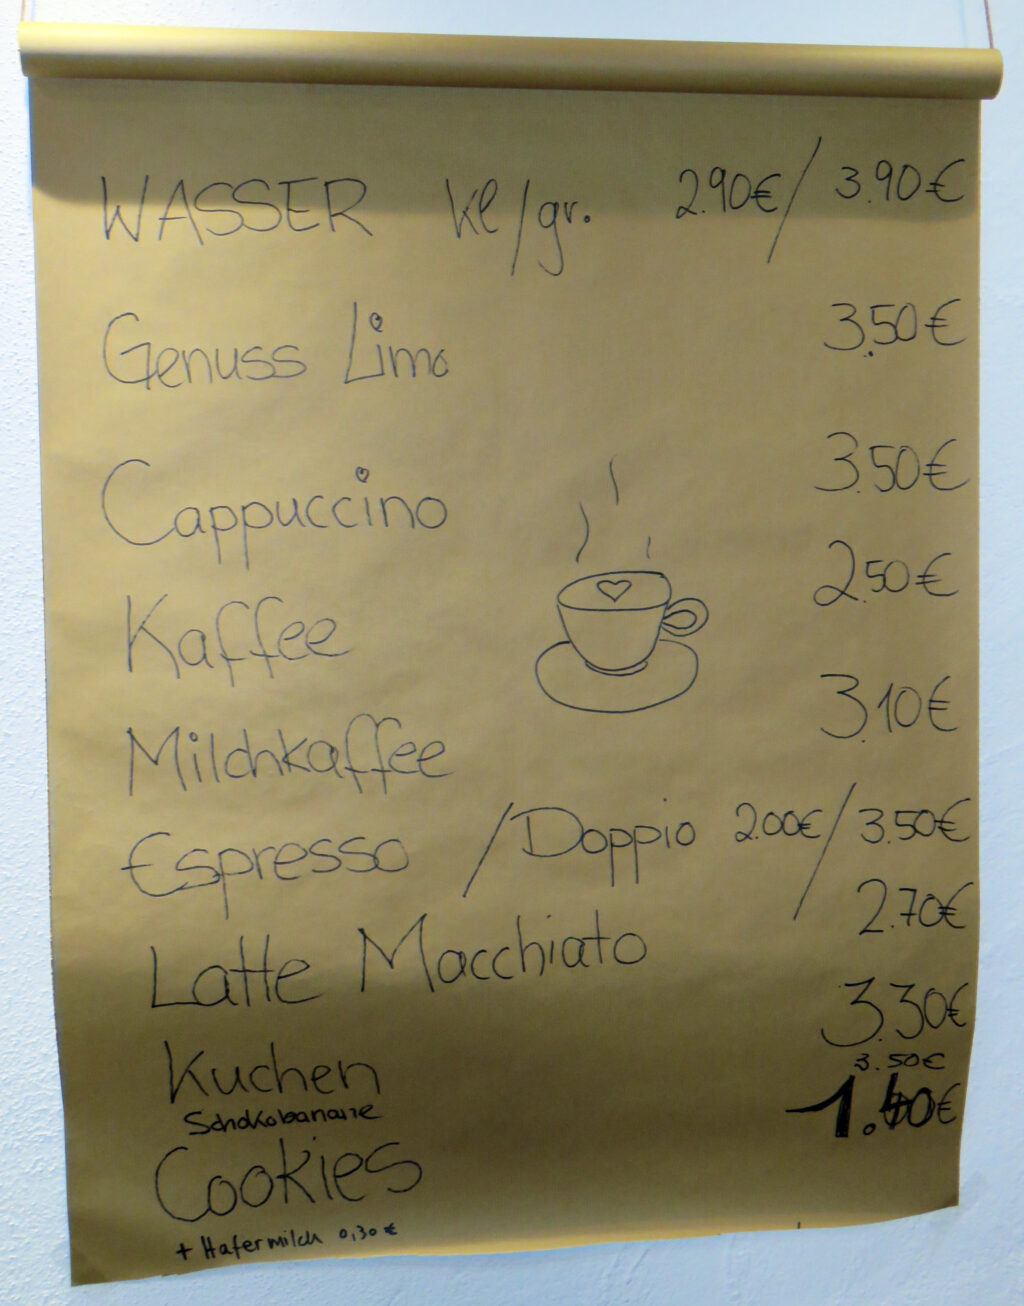 WASSER kl/gr. 2.90€ / 3.90€
Genuss Limo 3.50€
Cappuccino 3.50€
Kaffee 2.50€
Milchkaffee 3.10€
Espresso / Doppio 2.00€ / 3.50€
Latte Macchiato 2.70€
Kuchen 3.30€
Schokobanane 3.50€
Cookies 1.40€
+ Hafermilch 0,30€